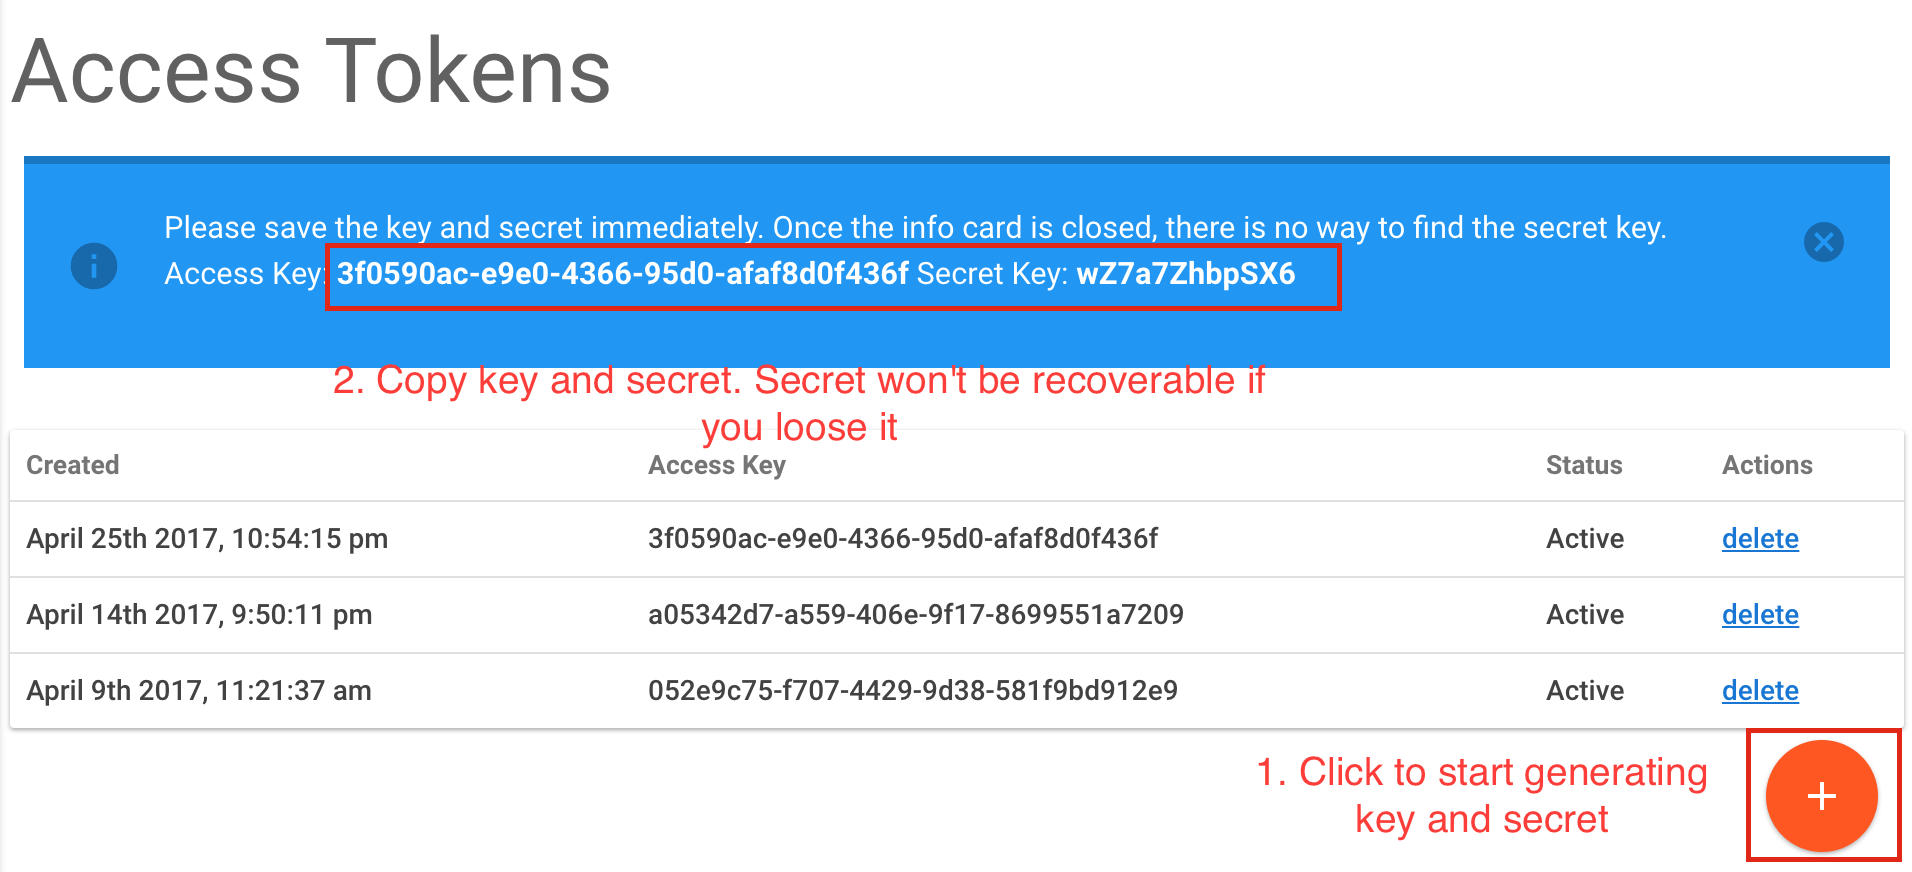 Access Tokens
Please save the key and secret immediately. Once the info card is closed, there is no way to find the secret key.
Access Key: 3f0590ac-e9e0-4366-95d0-afaf8d0f436f Secret Key: wZ7a7ZhbpSX6
2. Copy key and secret. Secret won't be recoverable if
you loose it
Created Access Key Status Actions
April 25th 2017, 10:54:15 pm 3f0590ac-e9e0-4366-95d0-afaf8d0f436f Active delete
April 14th 2017, 9:50:11 pm a05342d7-a559-406e-9f17-8699551a7209 Active delete
April 9th 2017, 11:21:37 am 052e9c75-f707-4429-9d38-581f9bd912e9 Active delete
1. Click to start generating
key and secret